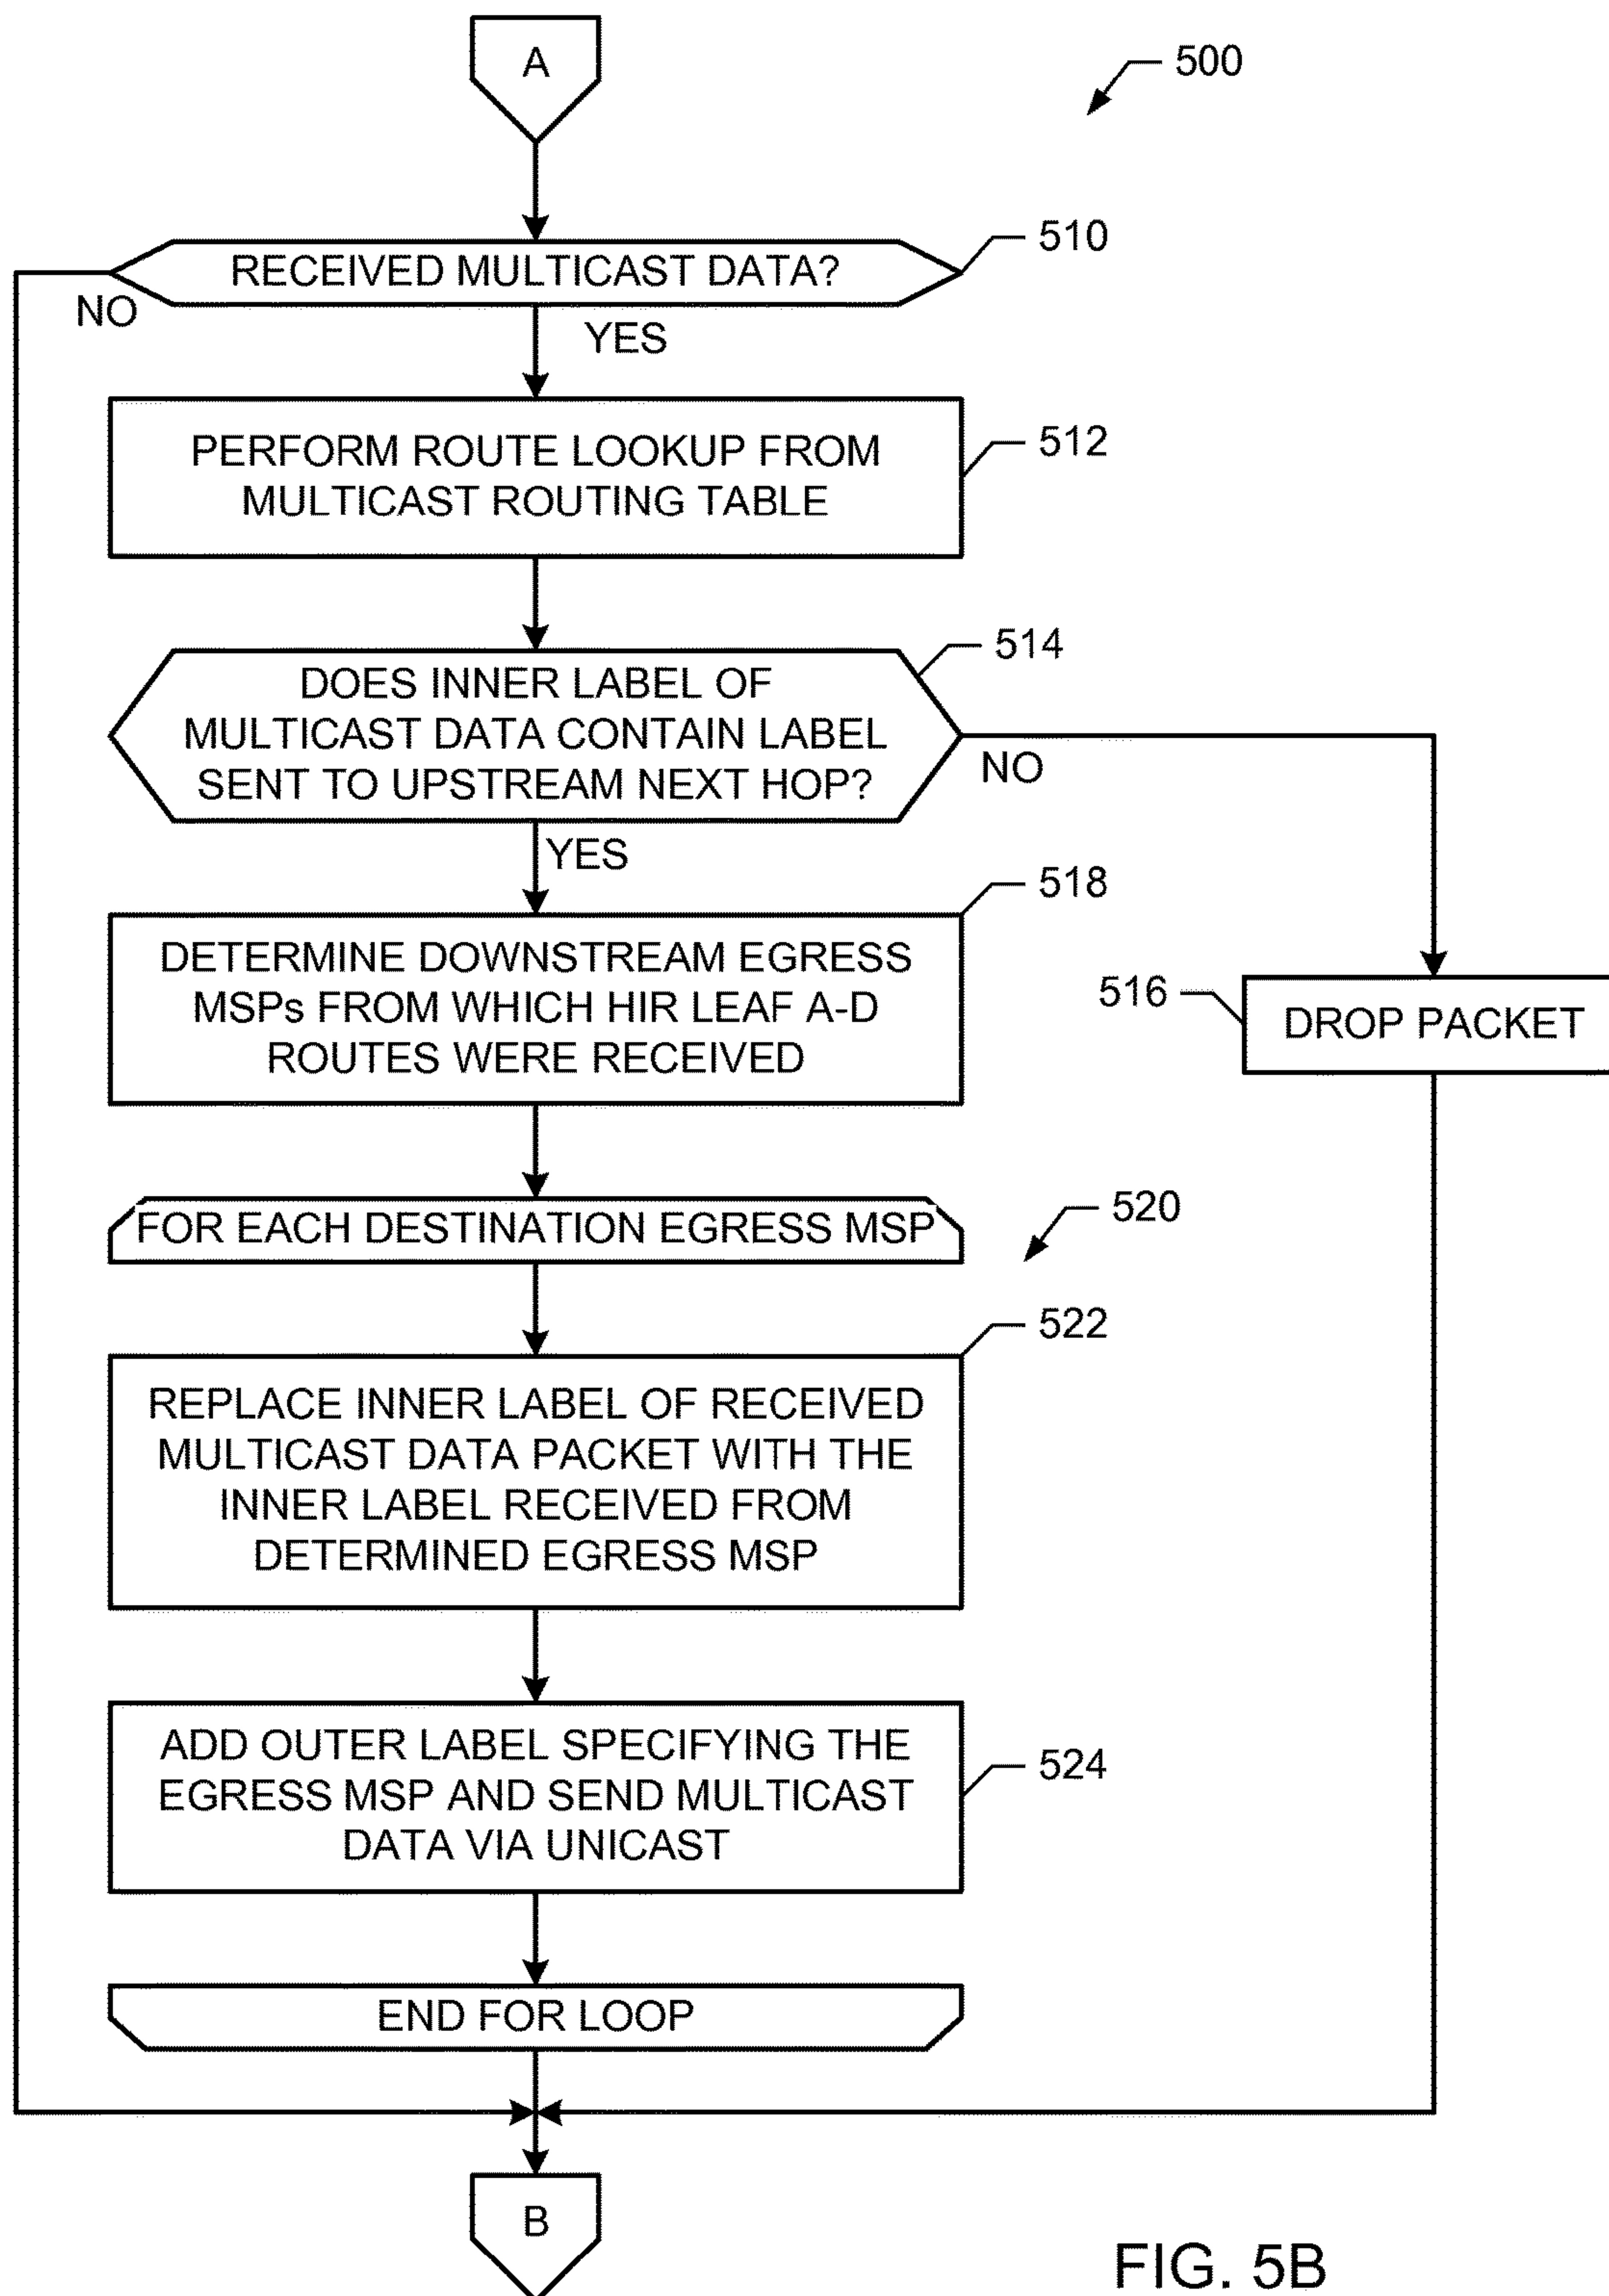 A
500
RECEIVED MULTICAST DATA?
510
NO
YES
PERFORM ROUTE LOOKUP FROM
MULTICAST ROUTING TABLE
512
DOES INNER LABEL OF
MULTICAST DATA CONTAIN LABEL
SENT TO UPSTREAM NEXT HOP?
514
NO
YES
DETERMINE DOWNSTREAM EGRESS
MSPs FROM WHICH HIR LEAF A-D
ROUTES WERE RECEIVED
518
516
DROP PACKET
FOR EACH DESTINATION EGRESS MSP
520
REPLACE INNER LABEL OF RECEIVED
MULTICAST DATA PACKET WITH THE
INNER LABEL RECEIVED FROM
DETERMINED EGRESS MSP
522
ADD OUTER LABEL SPECIFYING THE
EGRESS MSP AND SEND MULTICAST
DATA VIA UNICAST
524
END FOR LOOP
B
FIG. 5B